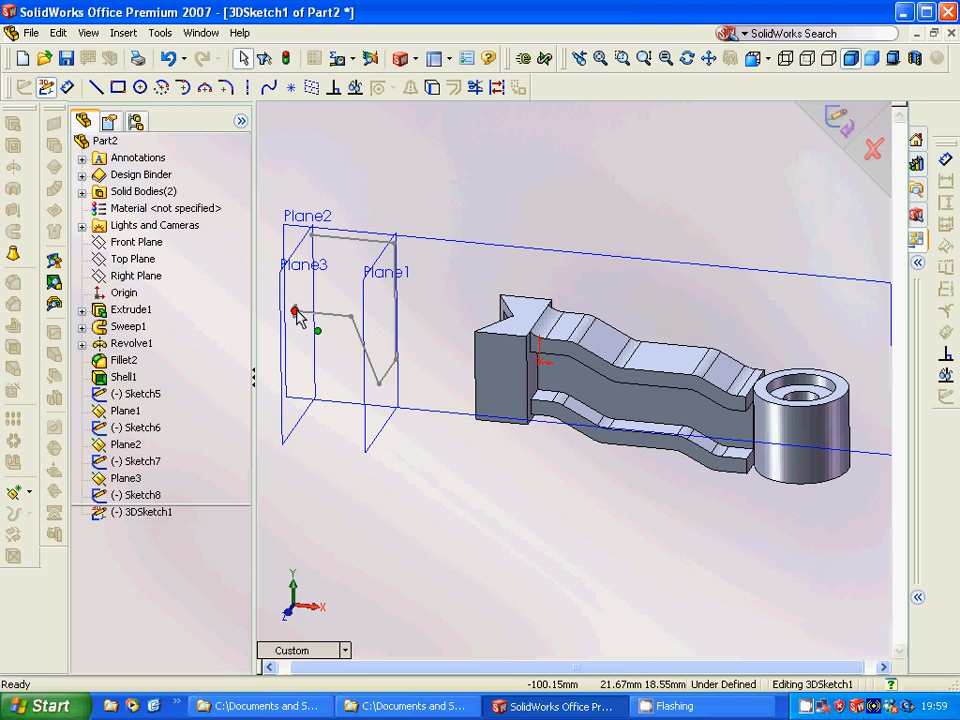 SolidWorks Office Premium 2007 - [3DSketch1 of Part2 *]
File Edit View Insert Tools Window Help
SolidWorks Search
Part2
Annotations
Design Binder
Solid Bodies(2)
Material <not specified>
Lights and Cameras
Front Plane
Top Plane
Right Plane
Origin
Extrude1
Sweep1
Revolve1
Fillet2
Shell1
(-) Sketch5
Plane1
(-) Sketch6
Plane2
(-) Sketch7
Plane3
(-) Sketch8
(-) 3DSketch1
Plane2
Plane3
Plane1
Y
X
Z
Custom
Ready
-100.15mm
21.67mm 18.55mm Under Defined
Editing 3DSketch1
Start
C:\Documents and S...
C:\Documents and S...
SolidWorks Office Pr...
Flashing
19:59